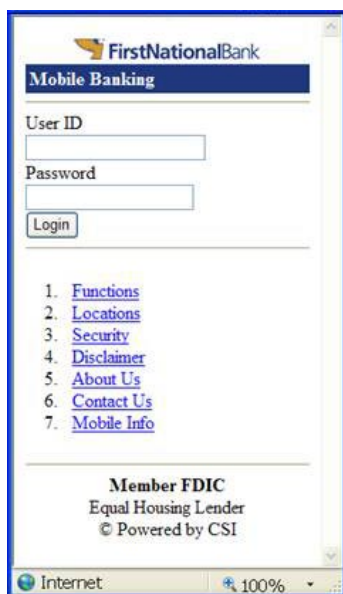 FirstNationalBank
Mobile Banking
User ID
Password
Login
1. Functions
2. Locations
3. Security
4. Disclaimer
5. About Us
6. Contact Us
7. Mobile Info
Member FDIC
Equal Housing Lender
© Powered by CSI
Internet 100%